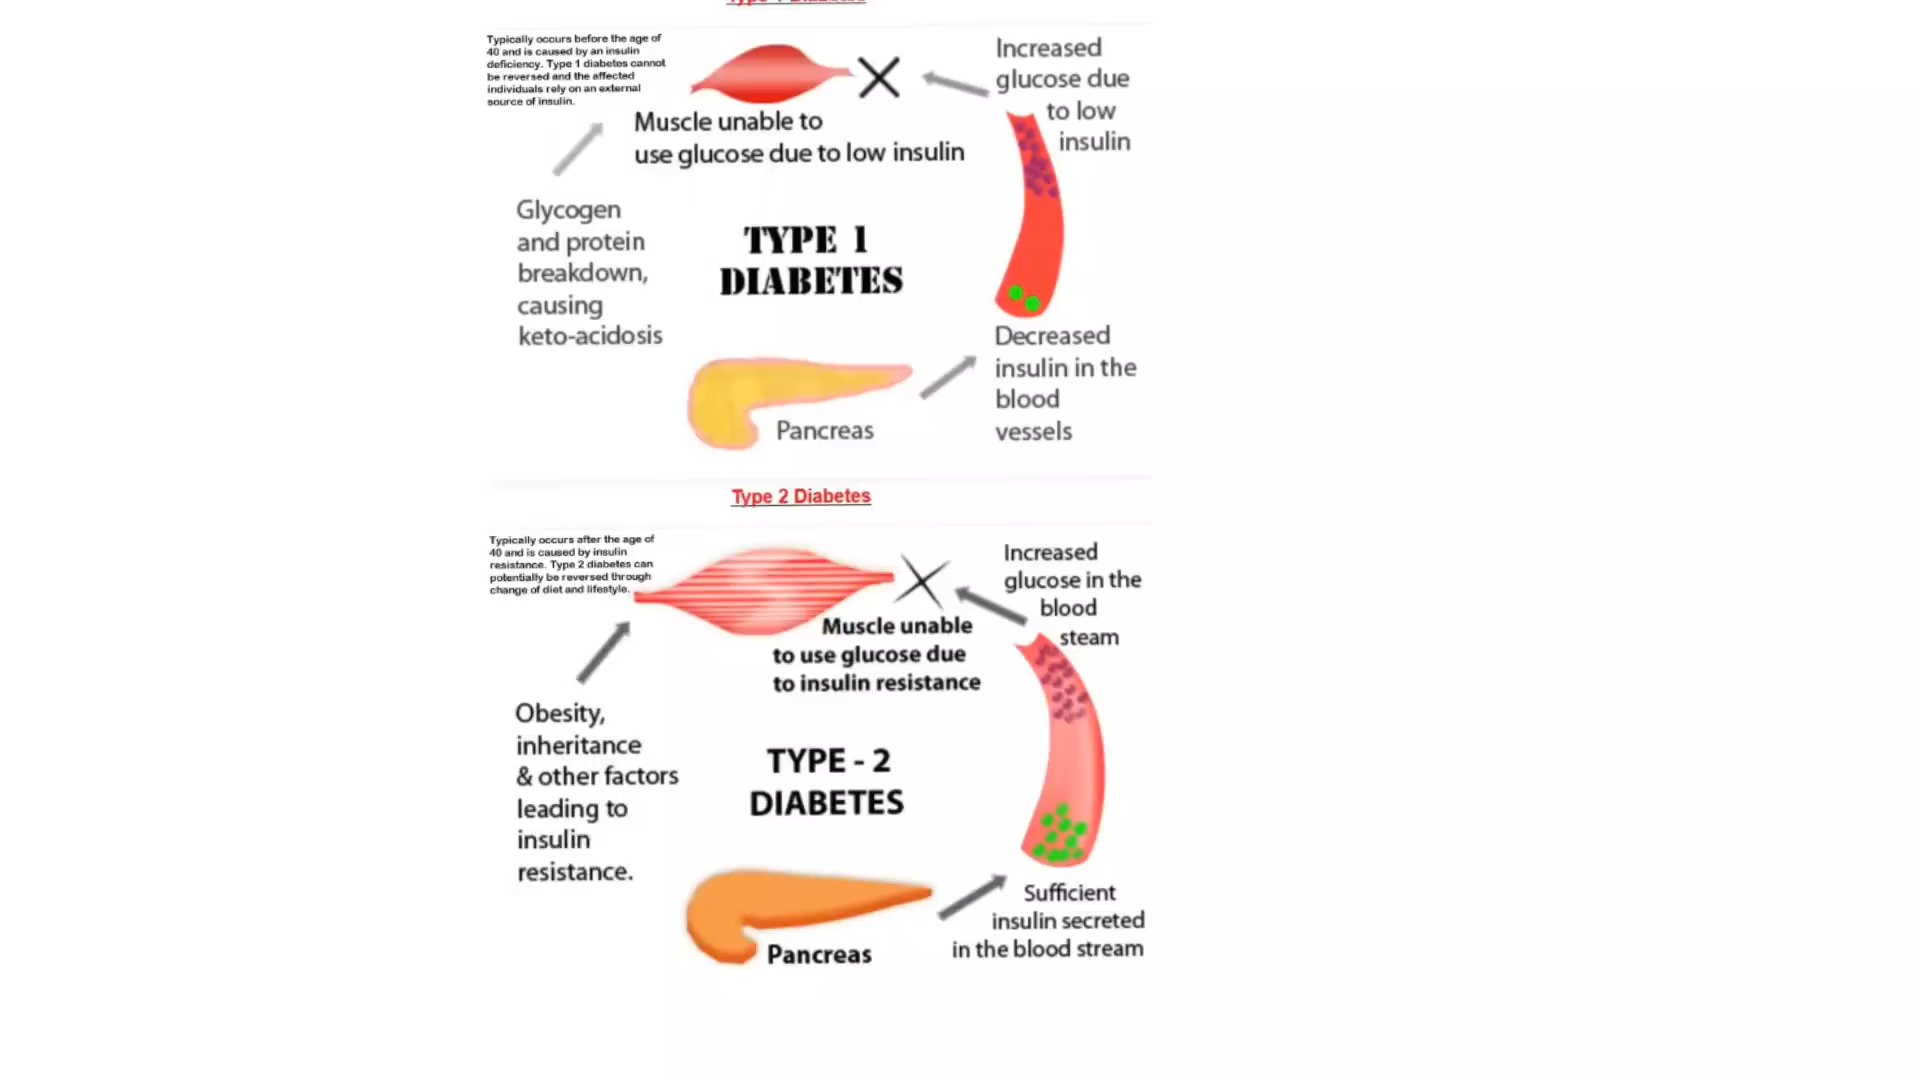 Type 1 Diabetes
Typically occurs before the age of
40 and is caused by an insulin
deficiency. Type 1 diabetes cannot
be reversed and the affected
individuals rely on an external
source of insulin.
Increased
glucose due
to low
insulin
Muscle unable to
use glucose due to low insulin
Glycogen
and protein
breakdown,
causing
keto-acidosis
TYPE 1
DIABETES
Pancreas
Decreased
insulin in the
blood
vessels
Type 2 Diabetes
Typically occurs after the age of
40 and is caused by insulin
resistance. Type 2 diabetes can
potentially be reversed through
change of diet and lifestyle.
Increased
glucose in the
blood
steam
Muscle unable
to use glucose due
to insulin resistance
Obesity,
inheritance
& other factors
leading to
insulin
resistance.
TYPE - 2
DIABETES
Pancreas
Sufficient
insulin secreted
in the blood stream